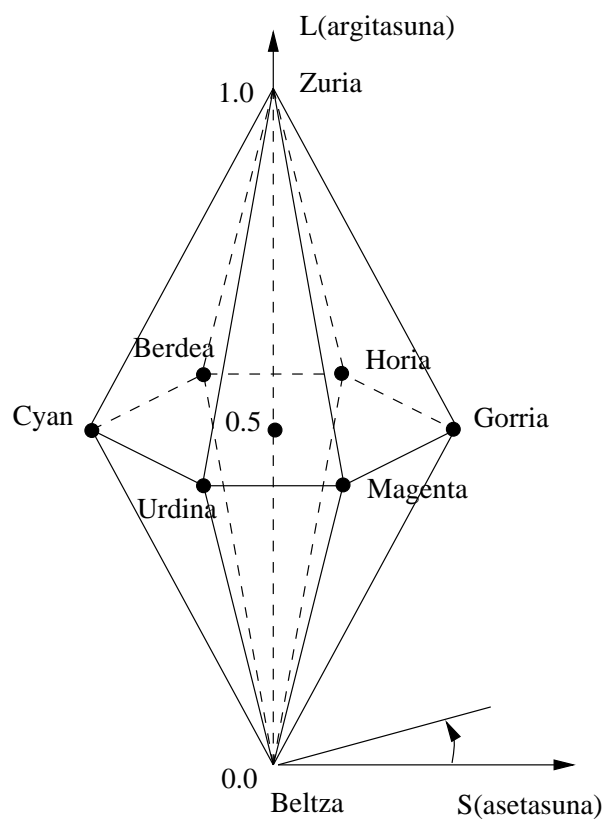 L(argitasuna)
1.0 Zuria
Berdea
Horia
Cyan
0.5
Gorria
Urdina
Magenta
0.0
Beltza
S(asetasuna)